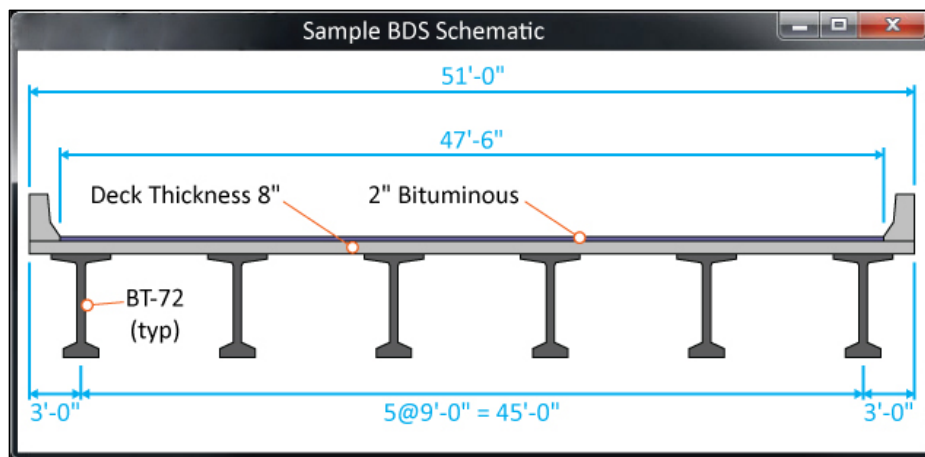 Sample BDS Schematic
51'-0"
47'-6"
Deck Thickness 8"
2" Bituminous
BT-72
(typ)
3'-0"
5@9'-0" = 45'-0"
3'-0"